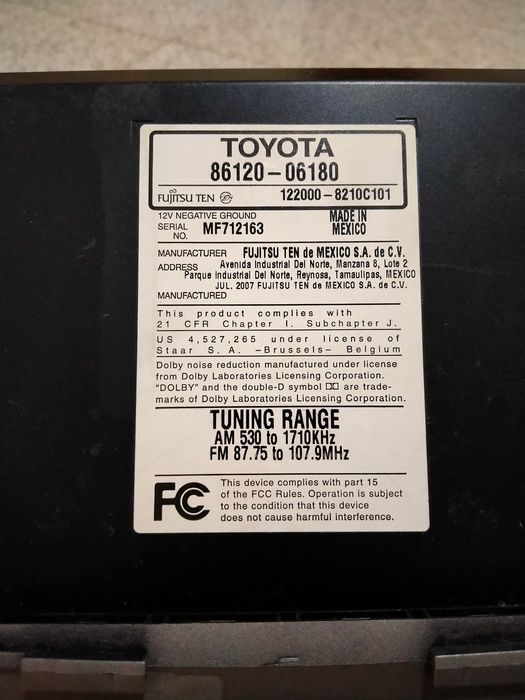 TOYOTA
86120-06180
FUJITSU TEN 122000-8210C101
12V NEGATIVE GROUND MADE IN
SERIAL NO. MF712163 MEXICO
MANUFACTURER FUJITSU TEN de MEXICO S.A. de C.V.
ADDRESS Avenida Industrial Del Norte, Manzana 8, Lote 2
Parque Industrial Del Norte, Reynosa, Tamaulipas, MEXICO
JUL. 2007 FUJITSU TEN de MEXICO S.A. de C.V.
MANUFACTURED
This product complies with
21 CFR Chapter I. Subchapter J.
US 4,527,265 under license of
Staar S. A. -Brussels- Belgium
Dolby noise reduction manufactured under license
from Dolby Laboratories Licensing Corporation.
"DOLBY" and the double-D symbol are trade-
marks of Dolby Laboratories Licensing Corporation.
TUNING RANGE
AM 530 to 1710KHz
FM 87.75 to 107.9MHz
FC This device complies with part 15
of the FCC Rules. Operation is subject
to the condition that this device
does not cause harmful interference.